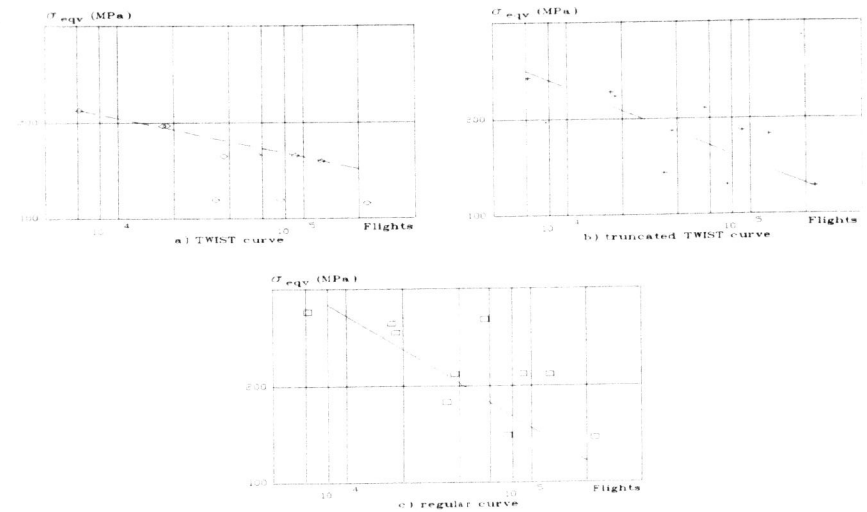 σ eqv (MPa)
200
100
10 4
10 5
Flights
a) TWIST curve
σ eqv (MPa)
200
100
10 4
10 5
Flights
b) truncated TWIST curve
σ eqv (MPa)
200
100
10 4
10 5
Flights
c) regular curve